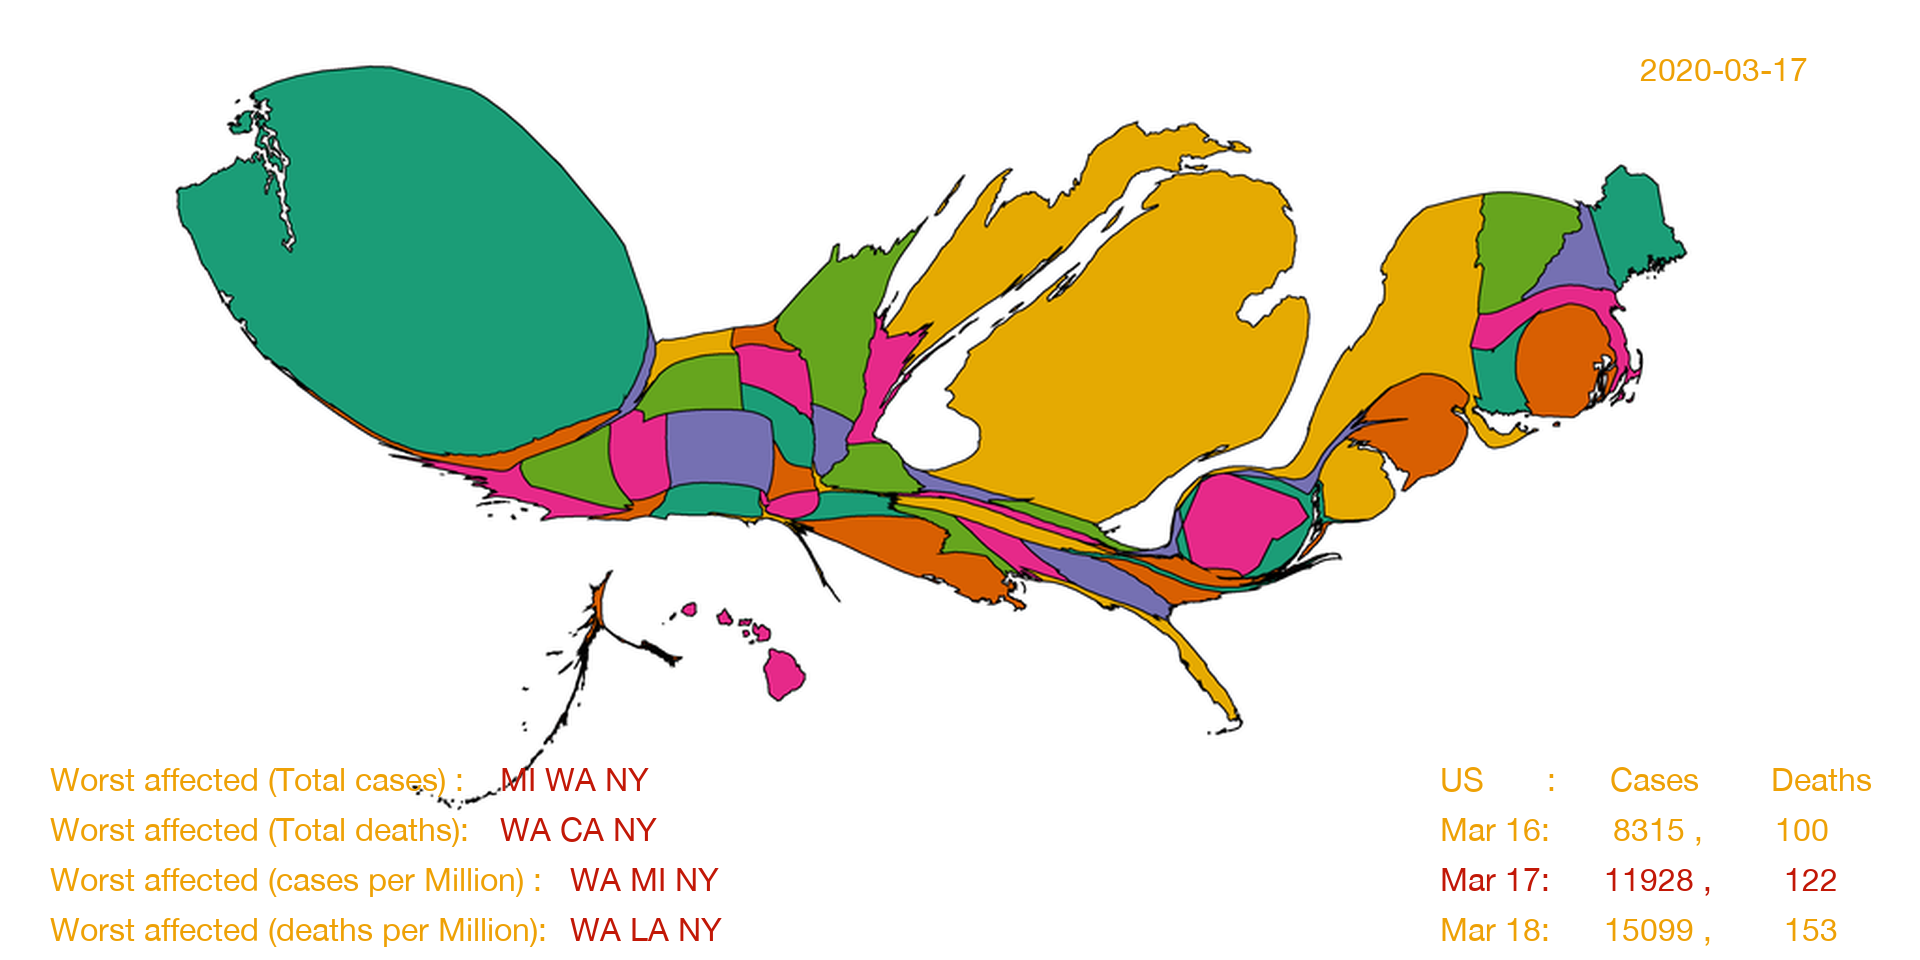 2020-03-17
Worst affected (Total cases) : MI WA NY
Worst affected (Total deaths): WA CA NY
Worst affected (cases per Million) : WA MI NY
Worst affected (deaths per Million): WA LA NY
US : Cases Deaths
Mar 16: 8315 , 100
Mar 17: 11928 , 122
Mar 18: 15099 , 153